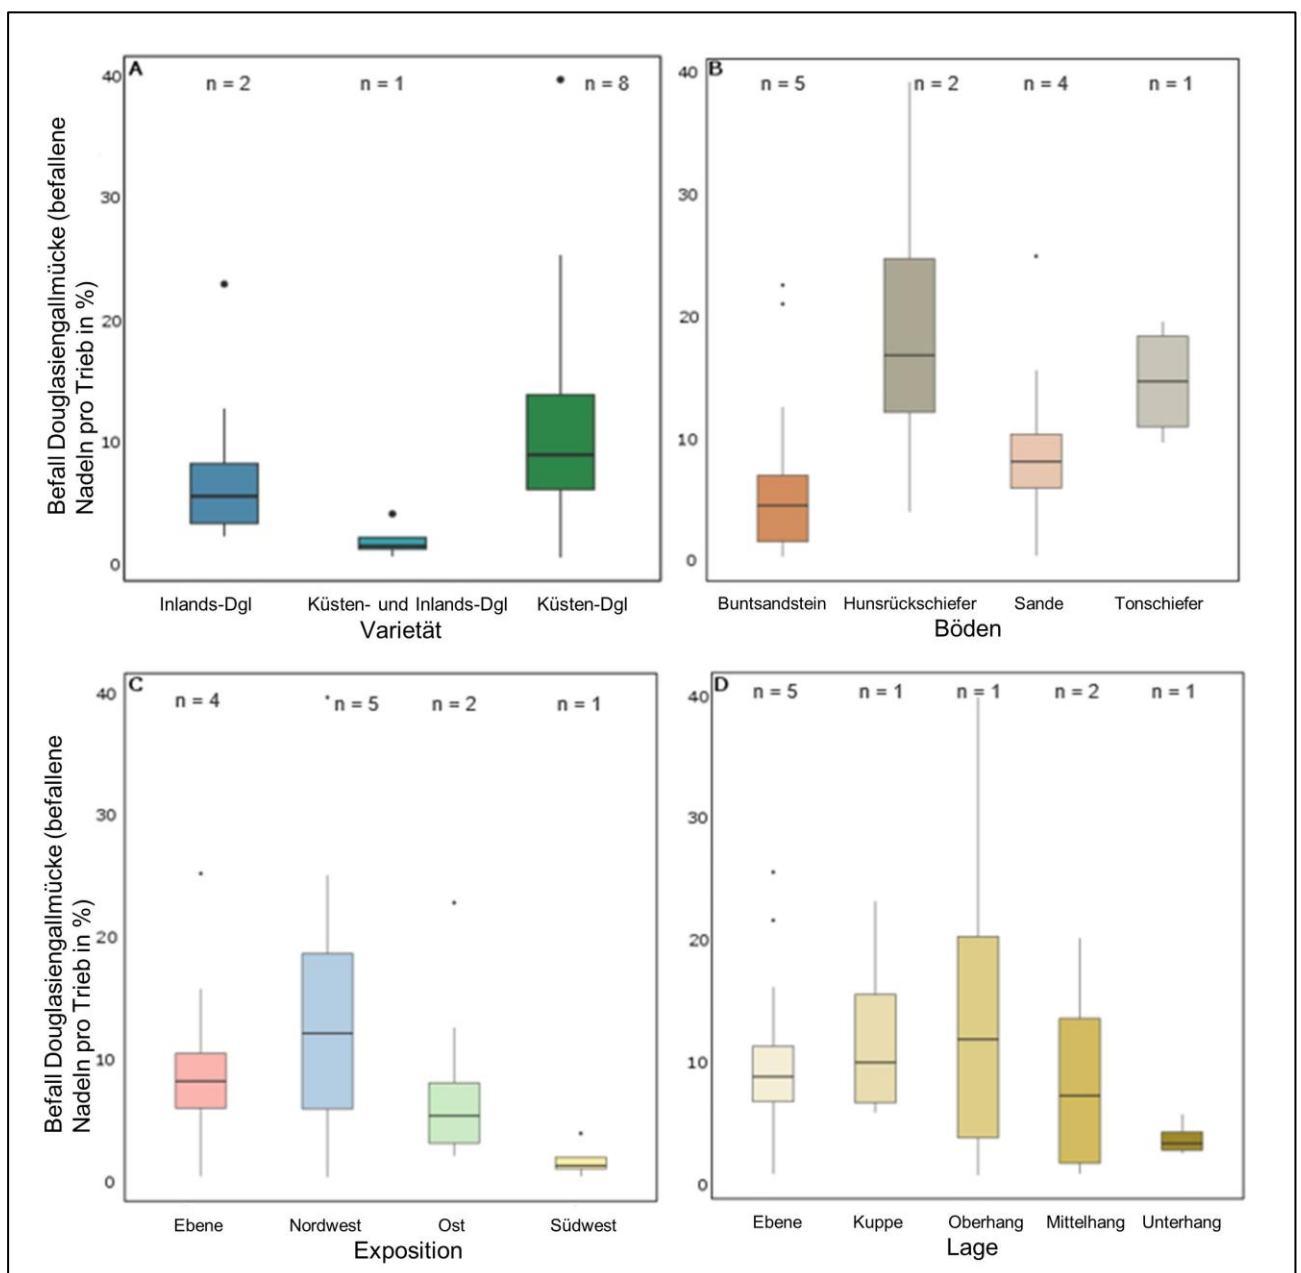 A
n = 2
n = 1
n = 8
40
30
20
10
0
Befall Douglasiengallmücke (befallene
Nadeln pro Trieb in %)
Inlands-Dgl
Küsten- und Inlands-Dgl
Küsten-Dgl
Varietät
B
n = 5
n = 2
n = 4
n = 1
40
30
20
10
0
Buntsandstein
Hunsrückschiefer
Sande
Tonschiefer
Böden
C
n = 4
n = 5
n = 2
n = 1
40
30
20
10
0
Befall Douglasiengallmücke (befallene
Nadeln pro Trieb in %)
Ebene
Nordwest
Ost
Südwest
Exposition
D
n = 5
n = 1
n = 1
n = 2
n = 1
40
30
20
10
0
Ebene
Kuppe
Oberhang
Mittelhang
Unterhang
Lage